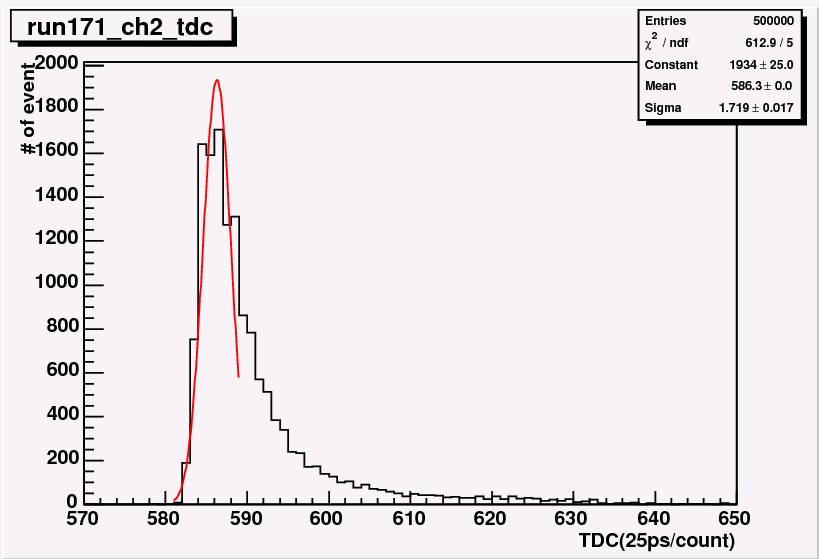 run171_ch2_tdc
Entries 500000
χ2 / ndf 612.9 / 5
Constant 1934 ± 25.0
Mean 586.3 ± 0.0
Sigma 1.719 ± 0.017
# of event
2000
1800
1600
1400
1200
1000
800
600
400
200
0
570 580 590 600 610 620 630 640 650
TDC(25ps/count)